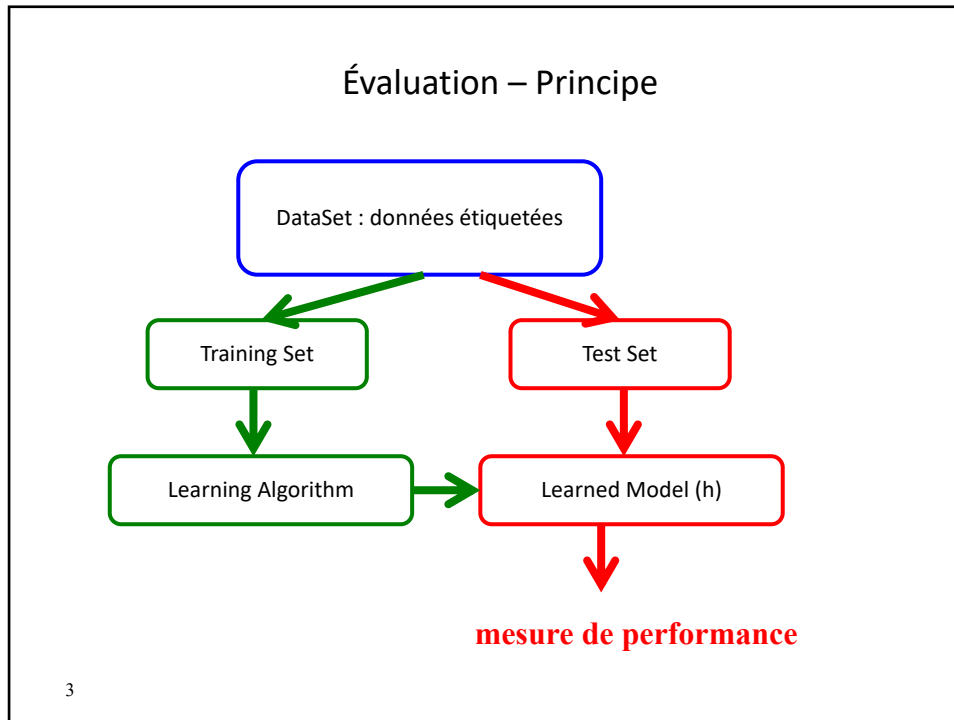 Évaluation – Principe
DataSet : données étiquetées
Training Set
Test Set
Learning Algorithm
Learned Model (h)
mesure de performance
3